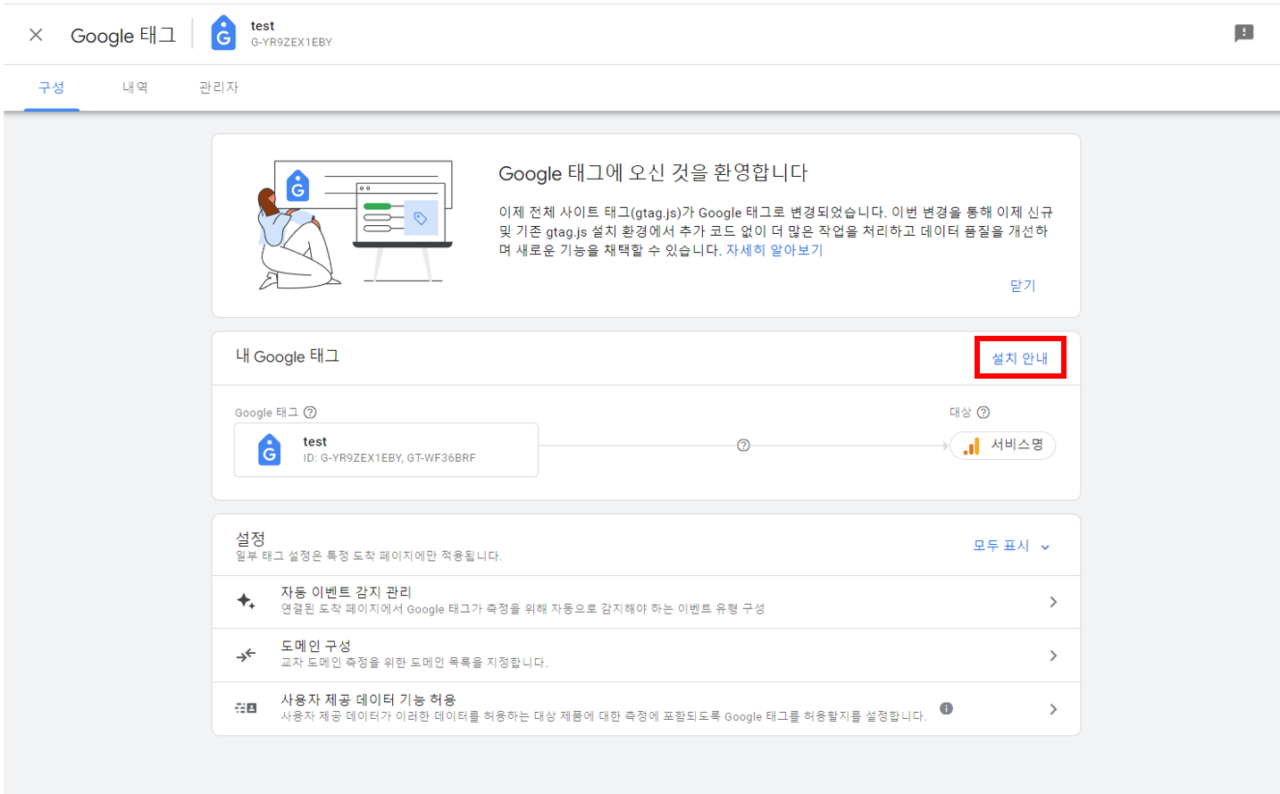 Google 태그
test
G-YR9ZEX1EBY
구성
내역
관리자
Google 태그에 오신 것을 환영합니다
이제 전체 사이트 태그(gtag.js)가 Google 태그로 변경되었습니다. 이번 변경을 통해 이제 신규
및 기존 gtag.js 설치 환경에서 추가 코드 없이 더 많은 작업을 처리하고 데이터 품질을 개선하
며 새로운 기능을 채택할 수 있습니다. 자세히 알아보기
닫기
내 Google 태그
설치 안내
Google 태그
대상
test
ID: G-YR9ZEX1EBY, GT-WF36BRF
서비스명
설정
일부 태그 설정은 특정 도착 페이지에만 적용됩니다.
모두 표시
자동 이벤트 감지 관리
연결된 도착 페이지에서 Google 태그가 측정을 위해 자동으로 감지해야 하는 이벤트 유형 구성
도메인 구성
교차 도메인 측정을 위한 도메인 목록을 지정합니다.
사용자 제공 데이터 기능 허용
사용자 제공 데이터가 이러한 데이터를 허용하는 대상 제품에 대한 측정에 포함되도록 Google 태그를 허용할지를 설정합니다.